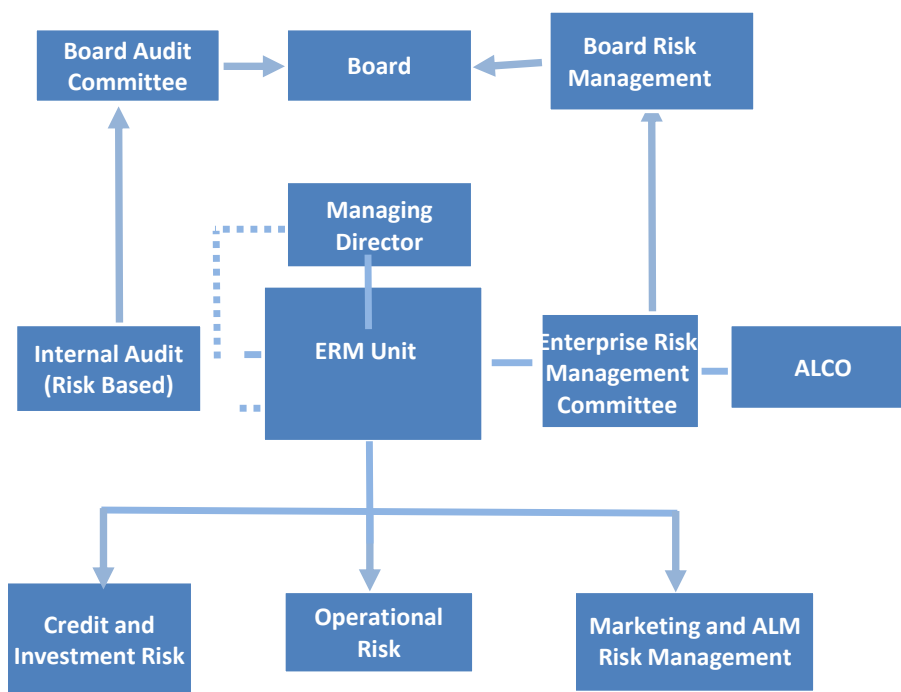 Board Audit
Committee
Board
Board Risk
Management
Managing
Director
Internal Audit
(Risk Based)
ERM Unit
Enterprise Risk
Management
Committee
ALCO
Credit and
Investment Risk
Operational
Risk
Marketing and ALM
Risk Management